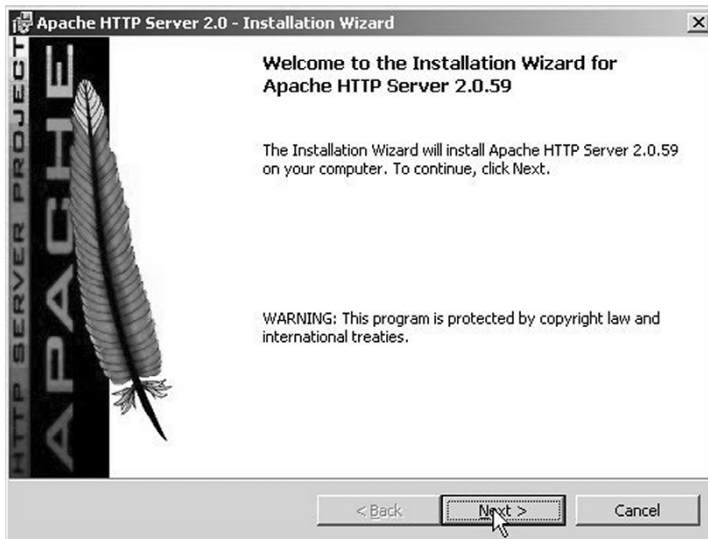 Apache HTTP Server 2.0 - Installation Wizard
HTTP SERVER PROJECT
APACHE
Welcome to the Installation Wizard for
Apache HTTP Server 2.0.59
The Installation Wizard will install Apache HTTP Server 2.0.59
on your computer. To continue, click Next.
WARNING: This program is protected by copyright law and
international treaties.
< Back
Next >
Cancel